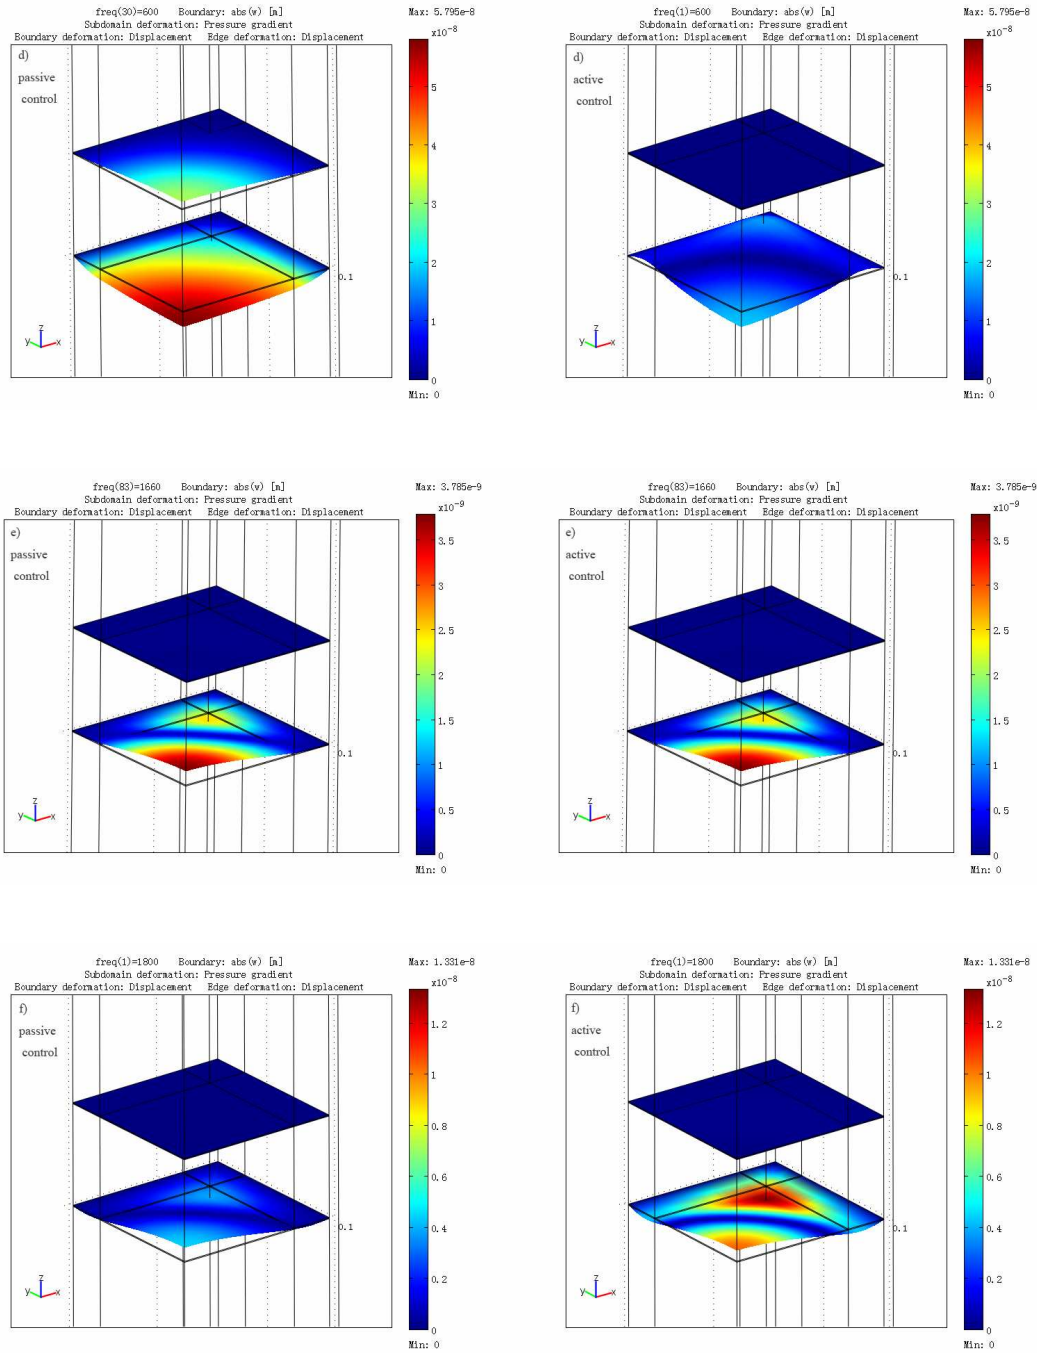 freq(30)=600 Boundary: abs(w) [m] Max: 5.795e-8
Subdomain deformation: Pressure gradient
Boundary deformation: Displacement Edge deformation: Displacement
x10^-8
d)
passive
control
5
4
3
2
1
0
0.1
z
y
x
Min: 0
freq(1)=600 Boundary: abs(w) [m] Max: 5.795e-8
Subdomain deformation: Pressure gradient
Boundary deformation: Displacement Edge deformation: Displacement
x10^-8
d)
active
control
5
4
3
2
1
0
0.1
z
y
x
Min: 0
freq(83)=1660 Boundary: abs(w) [m] Max: 3.785e-9
Subdomain deformation: Pressure gradient
Boundary deformation: Displacement Edge deformation: Displacement
x10^-9
e)
passive
control
3.5
3
2.5
2
1.5
1
0.5
0
0.1
z
y
x
Min: 0
freq(83)=1660 Boundary: abs(w) [m] Max: 3.785e-9
Subdomain deformation: Pressure gradient
Boundary deformation: Displacement Edge deformation: Displacement
x10^-9
e)
active
control
3.5
3
2.5
2
1.5
1
0.5
0
0.1
z
y
x
Min: 0
freq(1)=1800 Boundary: abs(w) [m] Max: 1.331e-8
Subdomain deformation: Pressure gradient
Boundary deformation: Displacement Edge deformation: Displacement
x10^-8
f)
passive
control
1.2
1
0.8
0.6
0.4
0.2
0
0.1
z
y
x
Min: 0
freq(1)=1800 Boundary: abs(w) [m] Max: 1.331e-8
Subdomain deformation: Pressure gradient
Boundary deformation: Displacement Edge deformation: Displacement
x10^-8
f)
active
control
1.2
1
0.8
0.6
0.4
0.2
0
0.1
z
y
x
Min: 0